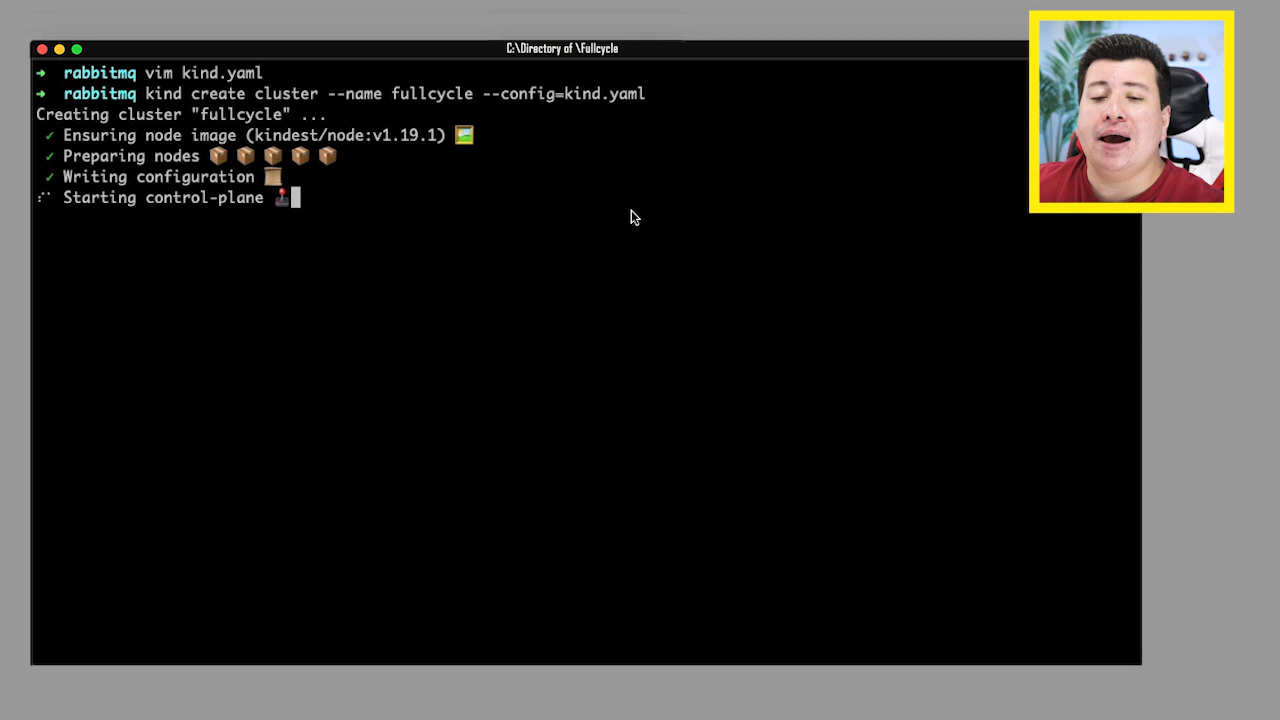 C:\Directory of \Fullcycle
➜ rabbitmq vim kind.yaml
➜ rabbitmq kind create cluster --name fullcycle --config=kind.yaml
Creating cluster "fullcycle" ...
✓ Ensuring node image (kindest/node:v1.19.1) 🖼
✓ Preparing nodes 📦 📦 📦 📦 📦
✓ Writing configuration 📜
⠎⠁ Starting control-plane 🕹